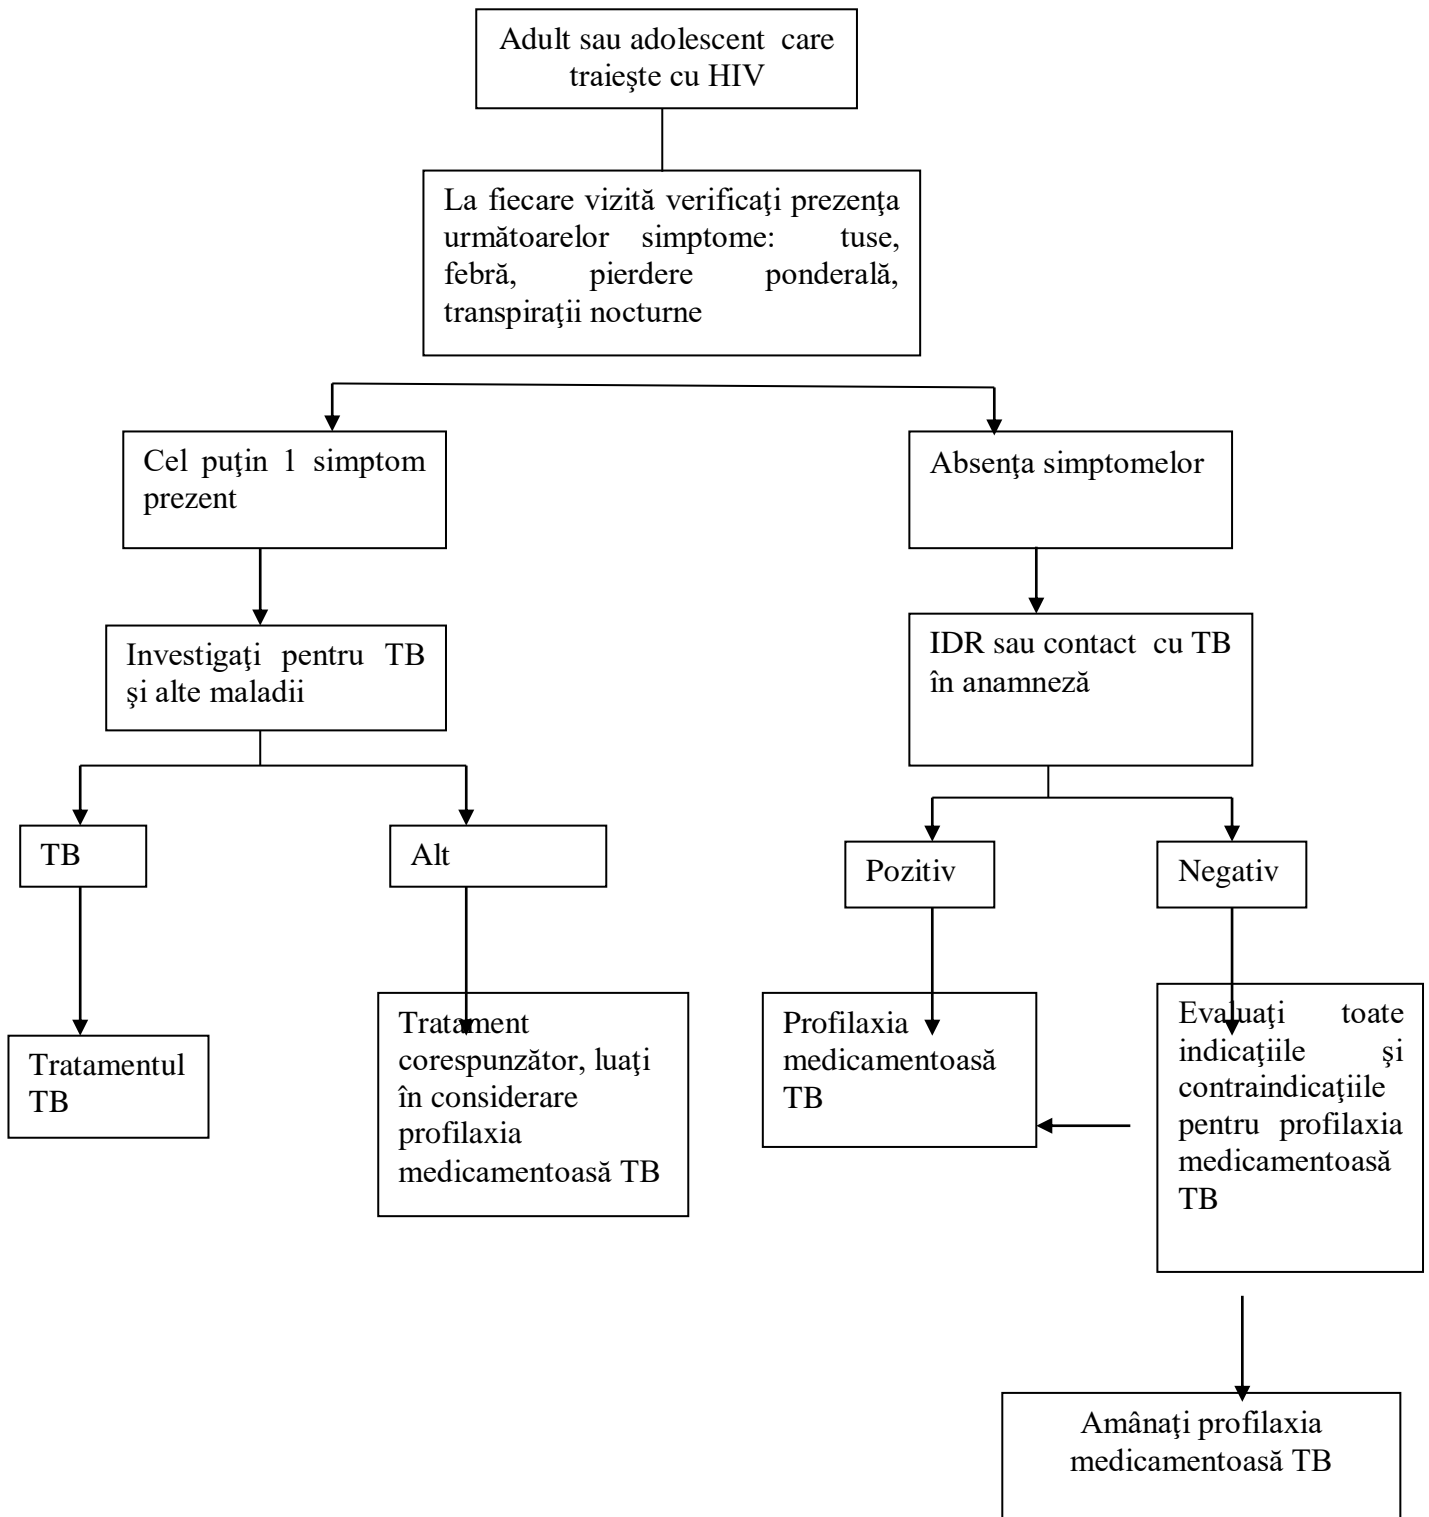 Adult sau adolescent care
traieşte cu HIV
La fiecare vizită verificaţi prezenţa
următoarelor simptome: tuse,
febră, pierdere ponderală,
transpiraţii nocturne
Cel puţin 1 simptom
prezent
Absenţa simptomelor
Investigaţi pentru TB
şi alte maladii
IDR sau contact cu TB
în anamneză
TB
Alt
Pozitiv
Negativ
Tratamentul
TB
Tratament
corespunzător, luaţi
în considerare
profilaxia
medicamentoasă TB
Profilaxia
medicamentoasă
TB
Evaluaţi toate
indicaţiile şi
contraindicaţiile
pentru profilaxia
medicamentoasă
TB
Amânaţi profilaxia
medicamentoasă TB